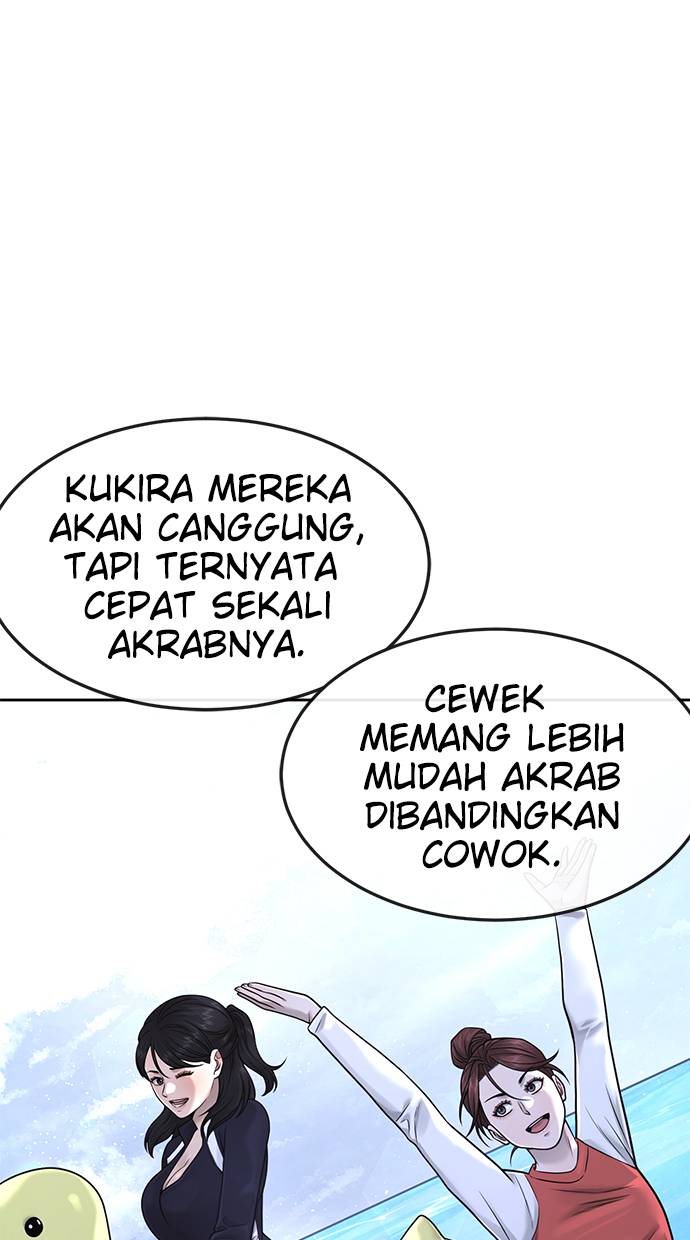 KUKIRA MEREKA
AKAN CANGGUNG,
TAPI TERNYATA
CEPAT SEKALI
AKRABNYA.
CEWEK
MEMANG LEBIH
MUDAH AKRAB
DIBANDINGKAN
COWOK.